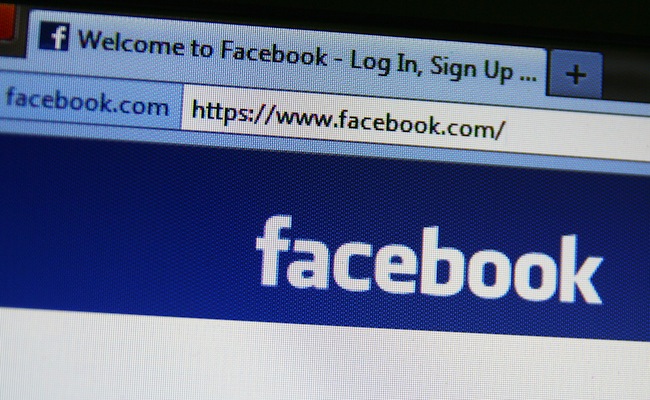 f Welcome to Facebook - Log In, Sign Up ... +
facebook.com https://www.facebook.com/
facebook